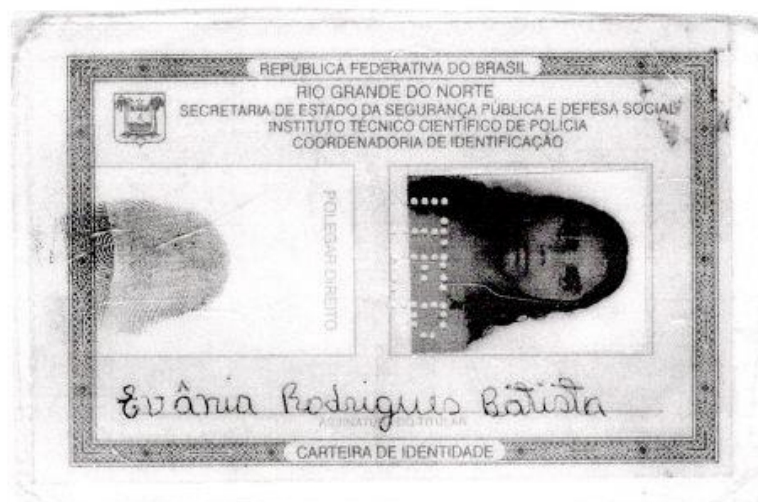 REPÚBLICA FEDERATIVA DO BRASIL
RIO GRANDE DO NORTE
SECRETARIA DE ESTADO DA SEGURANÇA PÚBLICA E DEFESA SOCIAL
INSTITUTO TÉCNICO CIENTÍFICO DE POLÍCIA
COORDENADORIA DE IDENTIFICAÇÃO
POLEGAR DIREITO
Evânia Rodrigues Batista
ASSINATURA DO TITULAR
CARTEIRA DE IDENTIDADE